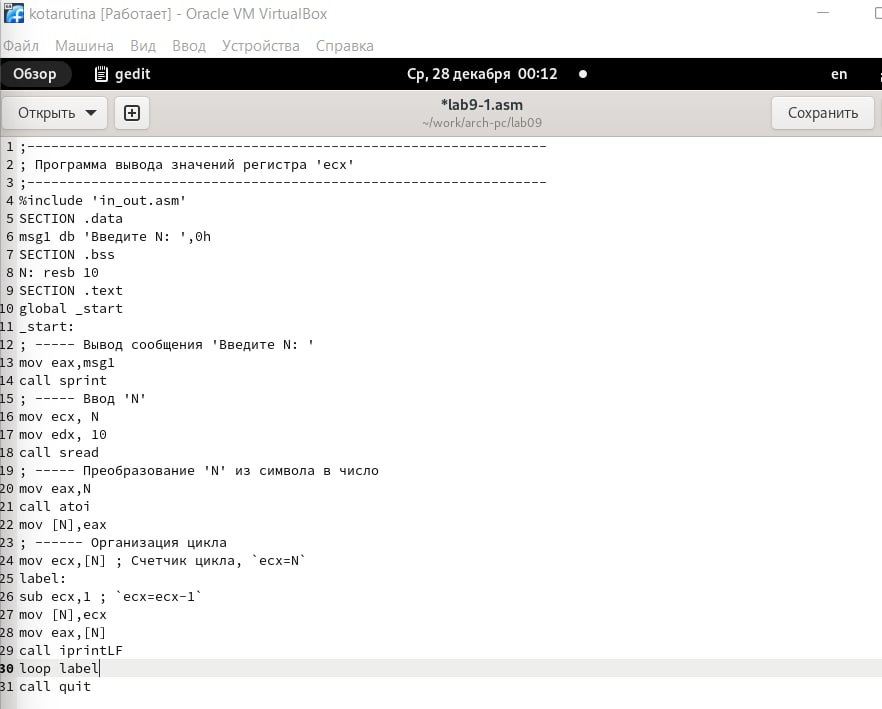 kotarutina [Работает] - Oracle VM VirtualBox
Файл Машина Вид Ввод Устройства Справка
Обзор gedit Ср, 28 декабря 00:12 en
Открыть *lab9-1.asm Сохранить
~/work/arch-pc/lab09
1 ;-----------------------------------------------------------------
2 ; Программа вывода значений регистра 'ecx'
3 ;-----------------------------------------------------------------
4 %include 'in_out.asm'
5 SECTION .data
6 msg1 db 'Введите N: ',0h
7 SECTION .bss
8 N: resb 10
9 SECTION .text
10 global _start
11 _start:
12 ; ----- Вывод сообщения 'Введите N: '
13 mov eax,msg1
14 call sprint
15 ; ----- Ввод 'N'
16 mov ecx, N
17 mov edx, 10
18 call sread
19 ; ----- Преобразование 'N' из символа в число
20 mov eax,N
21 call atoi
22 mov [N],eax
23 ; ------ Организация цикла
24 mov ecx,[N] ; Счетчик цикла, `ecx=N`
25 label:
26 sub ecx,1 ; `ecx=ecx-1`
27 mov [N],ecx
28 mov eax,[N]
29 call iprintLF
30 loop label
31 call quit